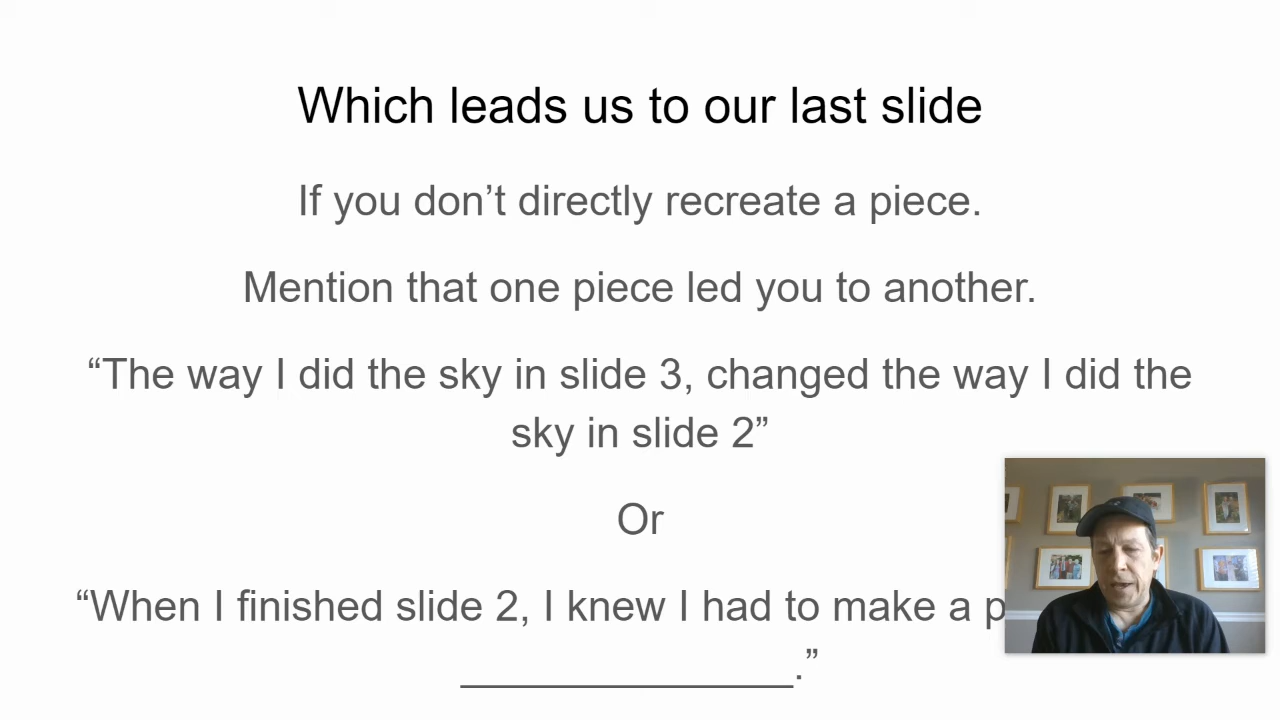 Which leads us to our last slide
If you don’t directly recreate a piece.
Mention that one piece led you to another.
“The way I did the sky in slide 3, changed the way I did the
sky in slide 2”
Or
“When I finished slide 2, I knew I had to make a
______________.”